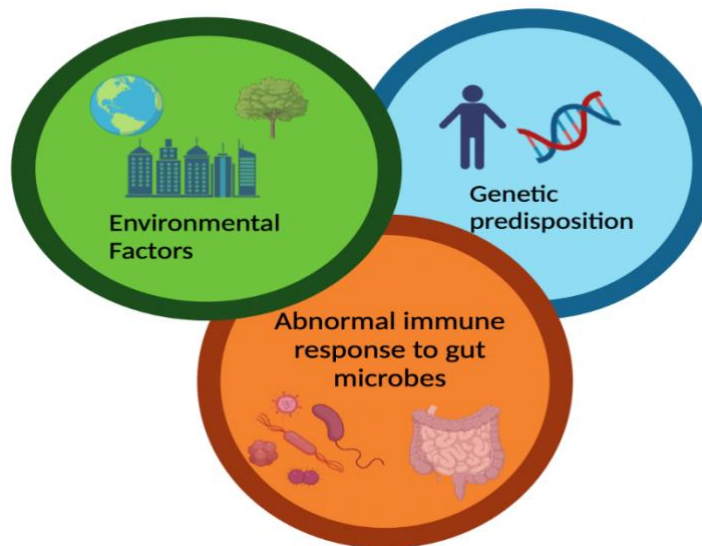 Environmental
Factors
Genetic
predisposition
Abnormal immune
response to gut
microbes